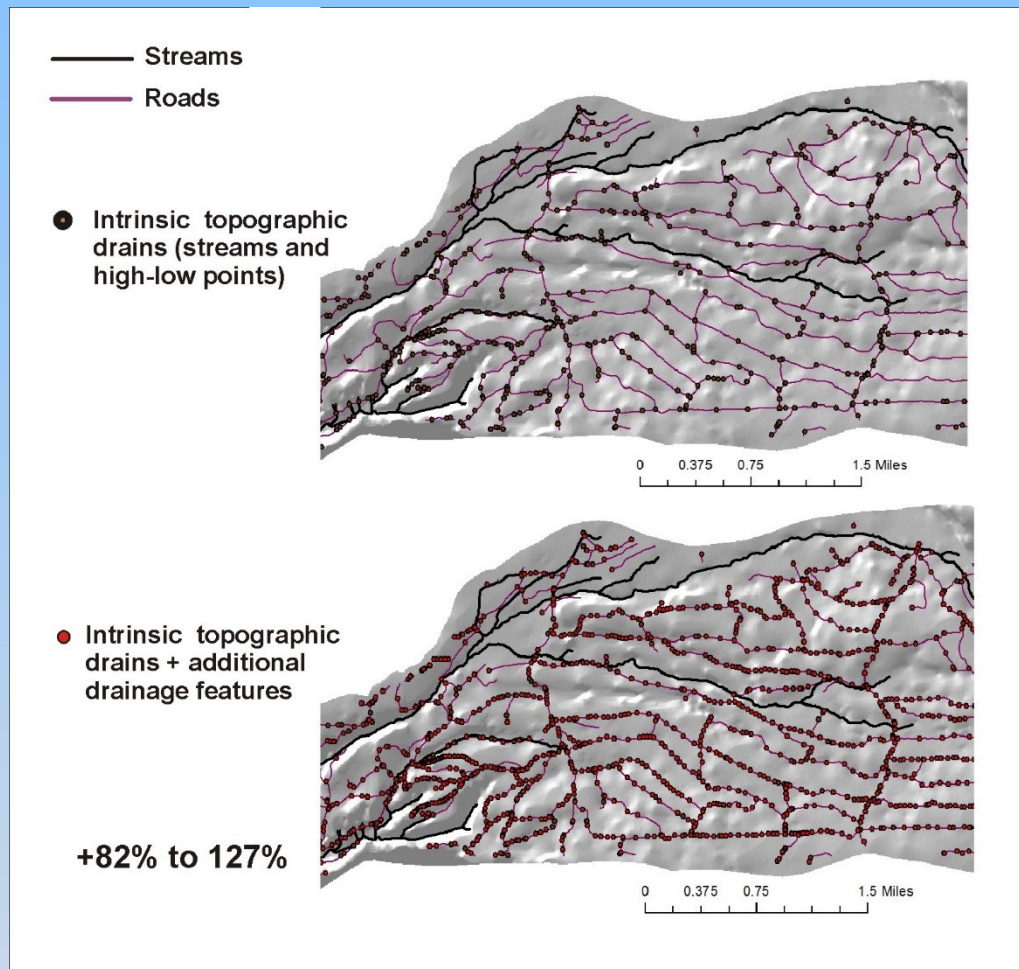 Streams
Roads
Intrinsic topographic
drains (streams and
high-low points)
0 0.375 0.75 1.5 Miles
Intrinsic topographic
drains + additional
drainage features
+82% to 127%
0 0.375 0.75 1.5 Miles